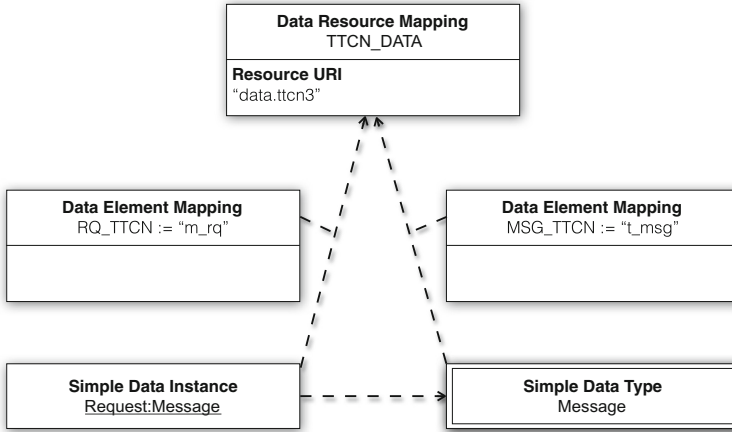 Data Resource Mapping
TTCN_DATA
Resource URI
“data.ttcn3”
Data Element Mapping
RQ_TTCN := “m_rq”
Data Element Mapping
MSG_TTCN := “t_msg”
Simple Data Instance
Request:Message
Simple Data Type
Message